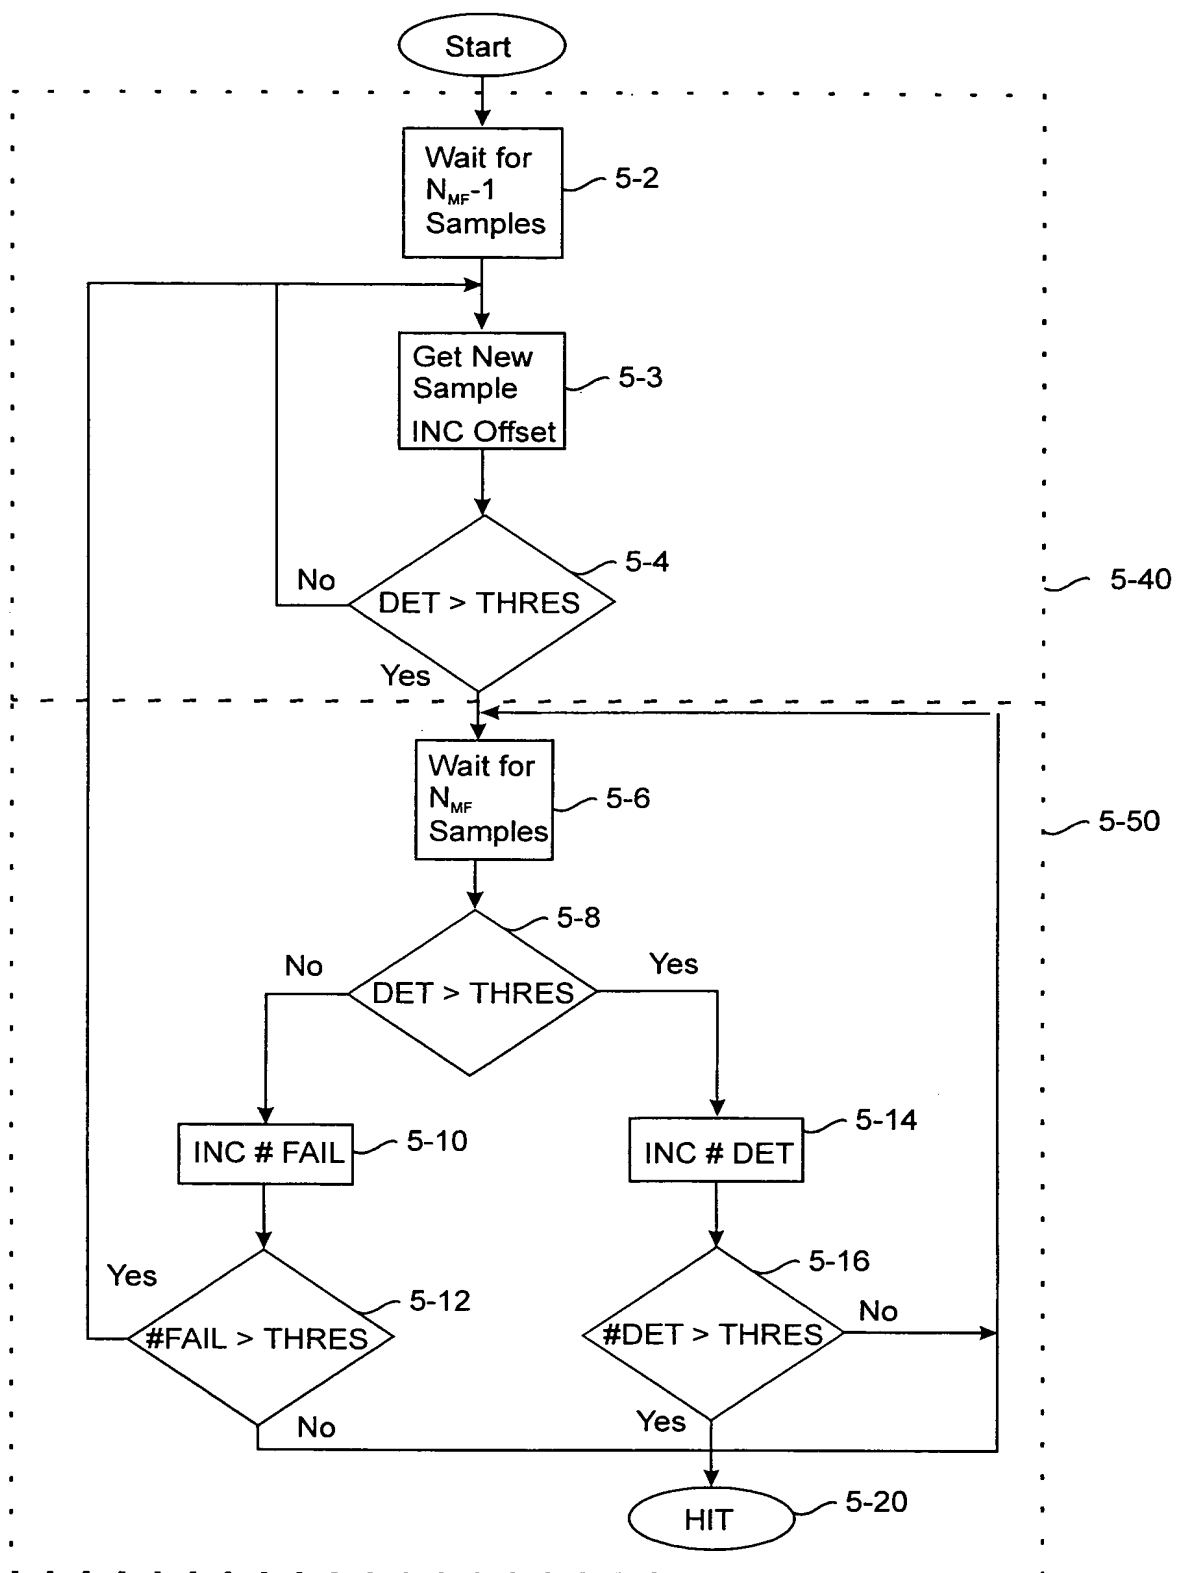 Start
Wait for
N_MF-1
Samples
5-2
Get New
Sample
INC Offset
5-3
5-4
No
DET > THRES
5-40
Yes
Wait for
N_MF
Samples
5-6
5-50
5-8
No
Yes
DET > THRES
INC # FAIL
5-10
INC # DET
5-14
Yes
5-12
#FAIL > THRES
5-16
No
#DET > THRES
No
Yes
5-20
HIT